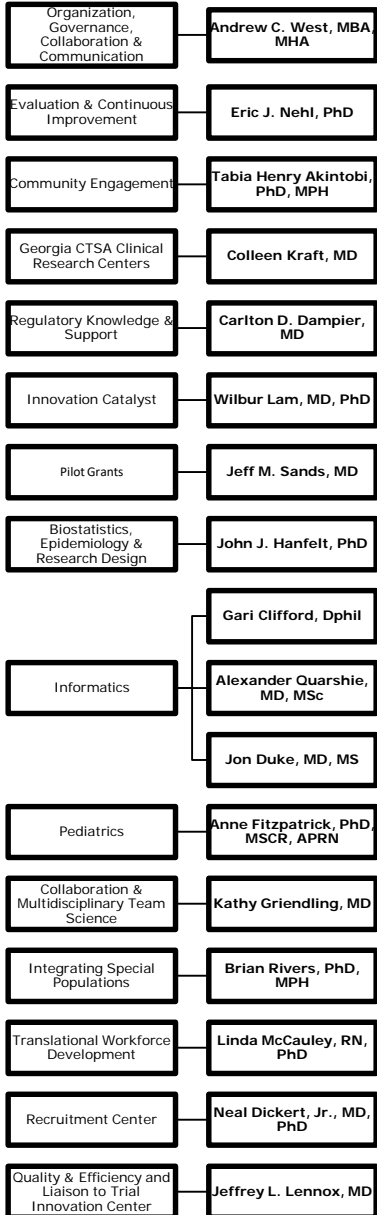 Organization,
Governance,
Collaboration &
Communication
Andrew C. West, MBA,
MHA
Evaluation & Continuous
Improvement
Eric J. Nehl, PhD
Community Engagement
Tabia Henry Akintobi,
PhD, MPH
Georgia CTSA Clinical
Research Centers
Colleen Kraft, MD
Regulatory Knowledge &
Support
Carlton D. Dampier,
MD
Innovation Catalyst
Wilbur Lam, MD, PhD
Pilot Grants
Jeff M. Sands, MD
Biostatistics,
Epidemiology &
Research Design
John J. Hanfelt, PhD
Informatics
Gari Clifford, Dphil
Alexander Quarshie,
MD, MSc
Jon Duke, MD, MS
Pediatrics
Anne Fitzpatrick, PhD,
MSCR, APRN
Collaboration &
Multidisciplinary Team
Science
Kathy Griendling, MD
Integrating Special
Populations
Brian Rivers, PhD,
MPH
Translational Workforce
Development
Linda McCauley, RN,
PhD
Recruitment Center
Neal Dickert, Jr., MD,
PhD
Quality & Efficiency and
Liaison to Trial
Innovation Center
Jeffrey L. Lennox, MD